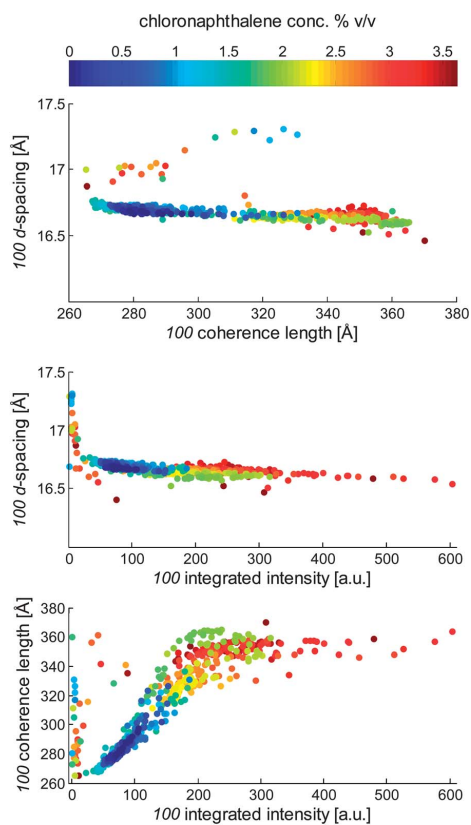 chloronaphthalene conc. % v/v
0 0.5 1 1.5 2 2.5 3 3.5
17.5
17
16.5
100 d-spacing [Å]
260 280 300 320 340 360 380
100 coherence length [Å]
17.5
17
16.5
100 d-spacing [Å]
0 100 200 300 400 500 600
100 integrated intensity [a.u.]
380
360
340
320
300
280
260
100 coherence length [Å]
0 100 200 300 400 500 600
100 integrated intensity [a.u.]